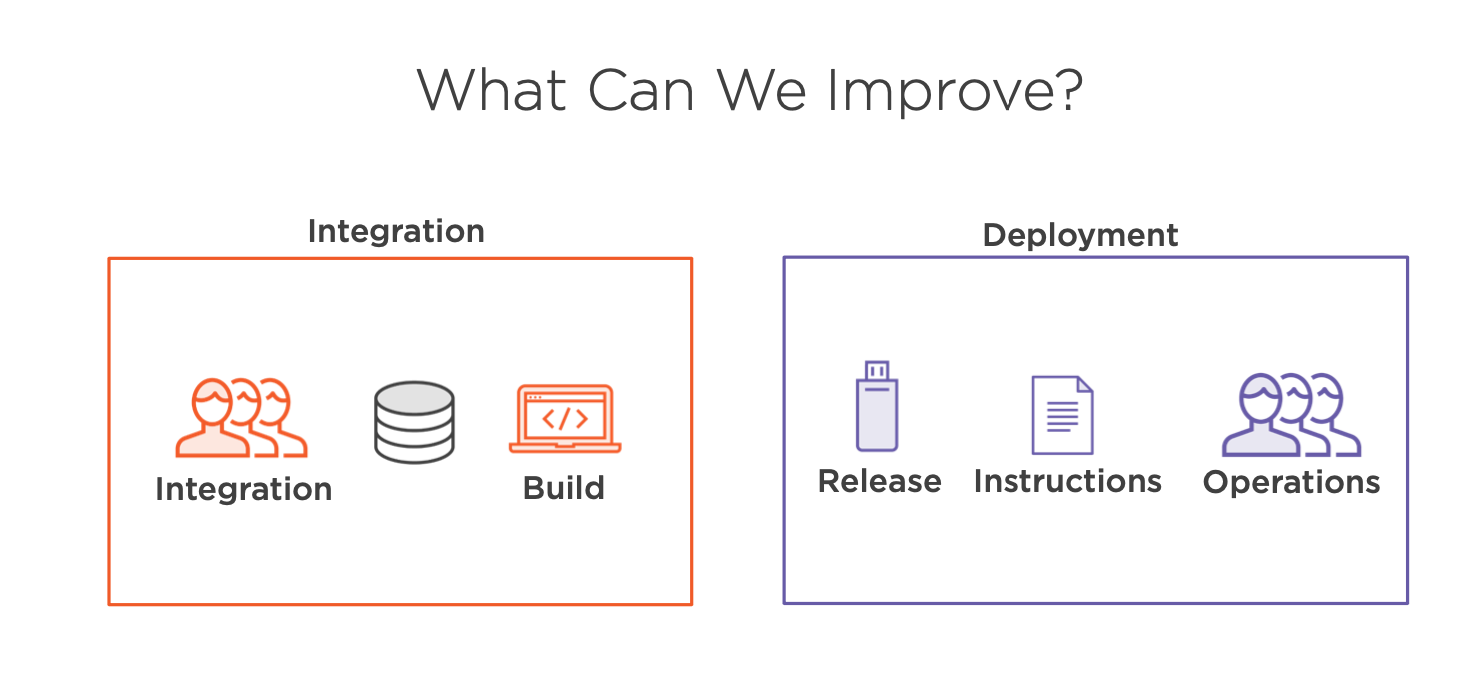 What Can We Improve?
Integration
Deployment
Integration
Build
Release
Instructions
Operations